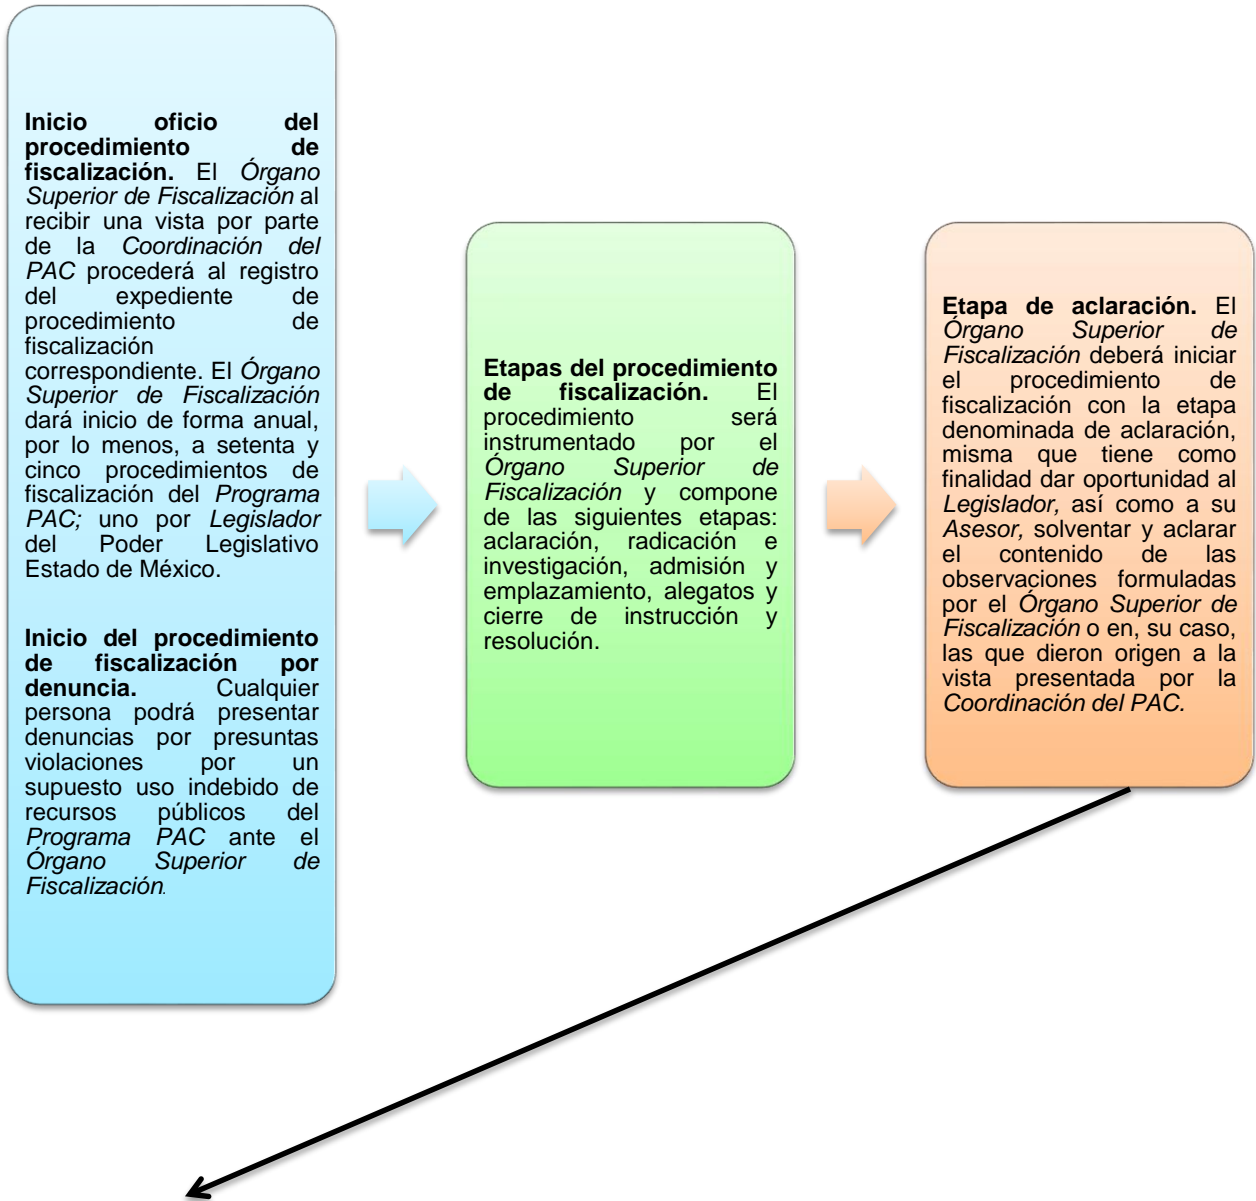 Inicio oficio del
procedimiento de
fiscalización. El Órgano
Superior de Fiscalización al
recibir una vista por parte
de la Coordinación del
PAC procederá al registro
del expediente de
procedimiento de
fiscalización
correspondiente. El Órgano
Superior de Fiscalización
dará inicio de forma anual,
por lo menos, a setenta y
cinco procedimientos de
fiscalización del Programa
PAC; uno por Legislador
del Poder Legislativo
Estado de México.
Inicio del procedimiento
de fiscalización por
denuncia. Cualquier
persona podrá presentar
denuncias por presuntas
violaciones por un
supuesto uso indebido de
recursos públicos del
Programa PAC ante el
Órgano Superior de
Fiscalización.
Etapas del procedimiento
de fiscalización. El
procedimiento será
instrumentado por el
Órgano Superior de
Fiscalización y compone
de las siguientes etapas:
aclaración, radicación e
investigación, admisión y
emplazamiento, alegatos y
cierre de instrucción y
resolución.
Etapa de aclaración. El
Órgano Superior de
Fiscalización deberá iniciar
el procedimiento de
fiscalización con la etapa
denominada de aclaración,
misma que tiene como
finalidad dar oportunidad al
Legislador, así como a su
Asesor, solventar y aclarar
el contenido de las
observaciones formuladas
por el Órgano Superior de
Fiscalización o en, su caso,
las que dieron origen a la
vista presentada por la
Coordinación del PAC.